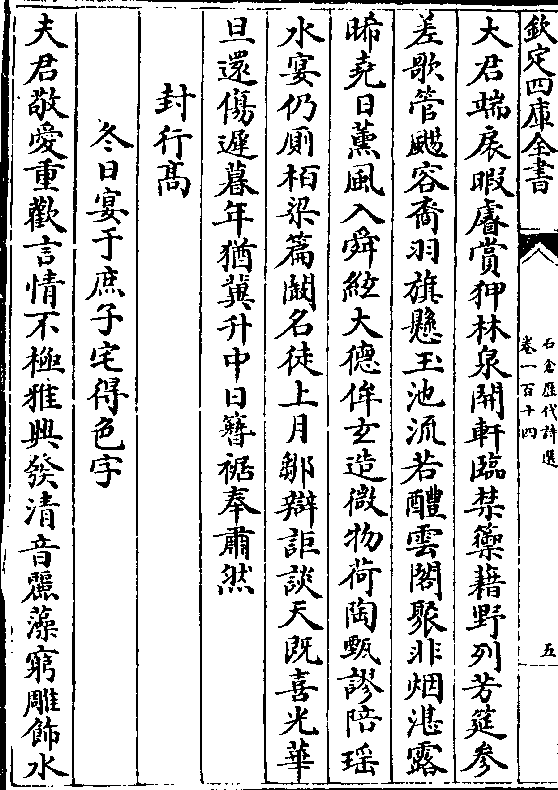 欽定四庫全書
石倉歷代詩選
卷一百十四
五
大君端扆暇睿賞狎林泉開軒臨禁籞藉野列芳筵参
差歌管颺容裔羽旗懸玉池流若醴雲閣聚非烟湛露
晞堯日薰風入舜絃大德侔𤣥造微物荷陶甄謬陪瑶
水宴仍厠栢梁篇闞名徒上月鄒辯詎談天既喜光華
旦還傷遲暮年猶冀升中日簪裾奉肅然
封行髙
冬日宴于庶子宅得色字
夫君敬愛重歡言情不極雅興發清音麗藻窮雕飾水